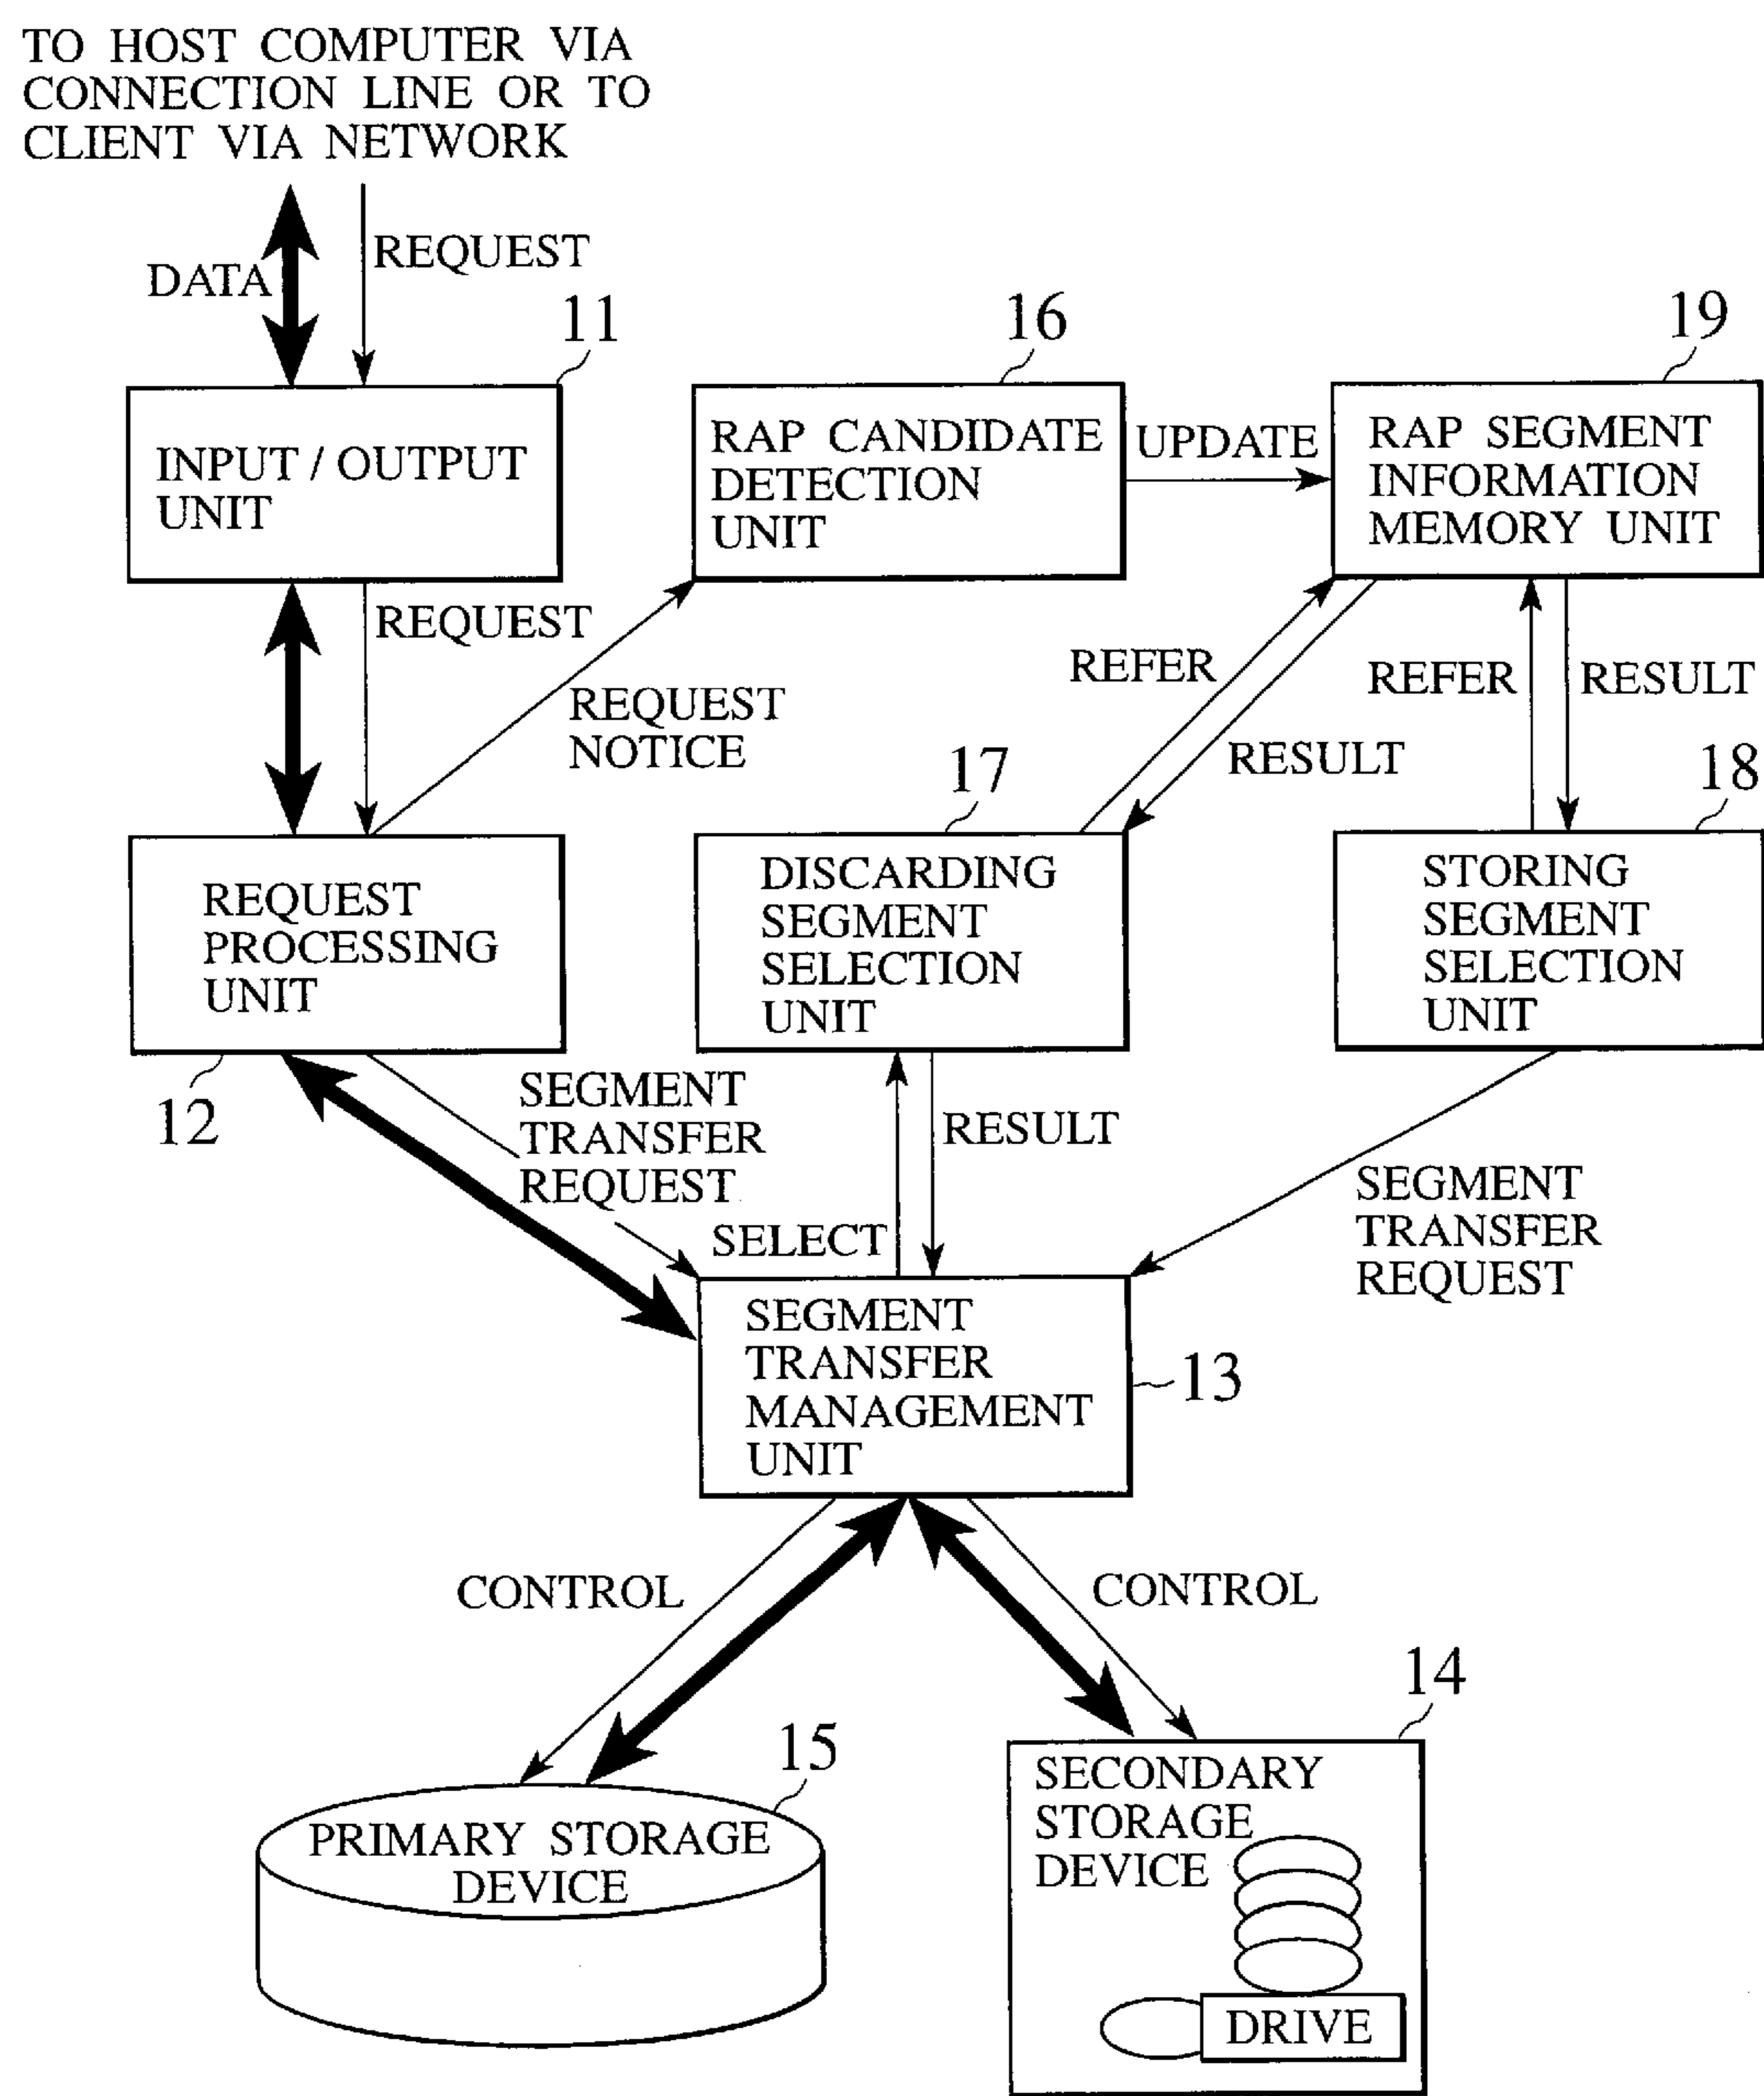 TO HOST COMPUTER VIA
CONNECTION LINE OR TO
CLIENT VIA NETWORK
DATA
REQUEST
11
INPUT / OUTPUT
UNIT
16
RAP CANDIDATE
DETECTION
UNIT
UPDATE
19
RAP SEGMENT
INFORMATION
MEMORY UNIT
REQUEST
REQUEST
NOTICE
REFER
RESULT
REFER
RESULT
REQUEST
PROCESSING
UNIT
12
17
DISCARDING
SEGMENT
SELECTION
UNIT
18
STORING
SEGMENT
SELECTION
UNIT
SEGMENT
TRANSFER
REQUEST
SELECT
RESULT
SEGMENT
TRANSFER
REQUEST
SEGMENT
TRANSFER
MANAGEMENT
UNIT
13
CONTROL
CONTROL
15
PRIMARY STORAGE
DEVICE
14
SECONDARY
STORAGE
DEVICE
DRIVE